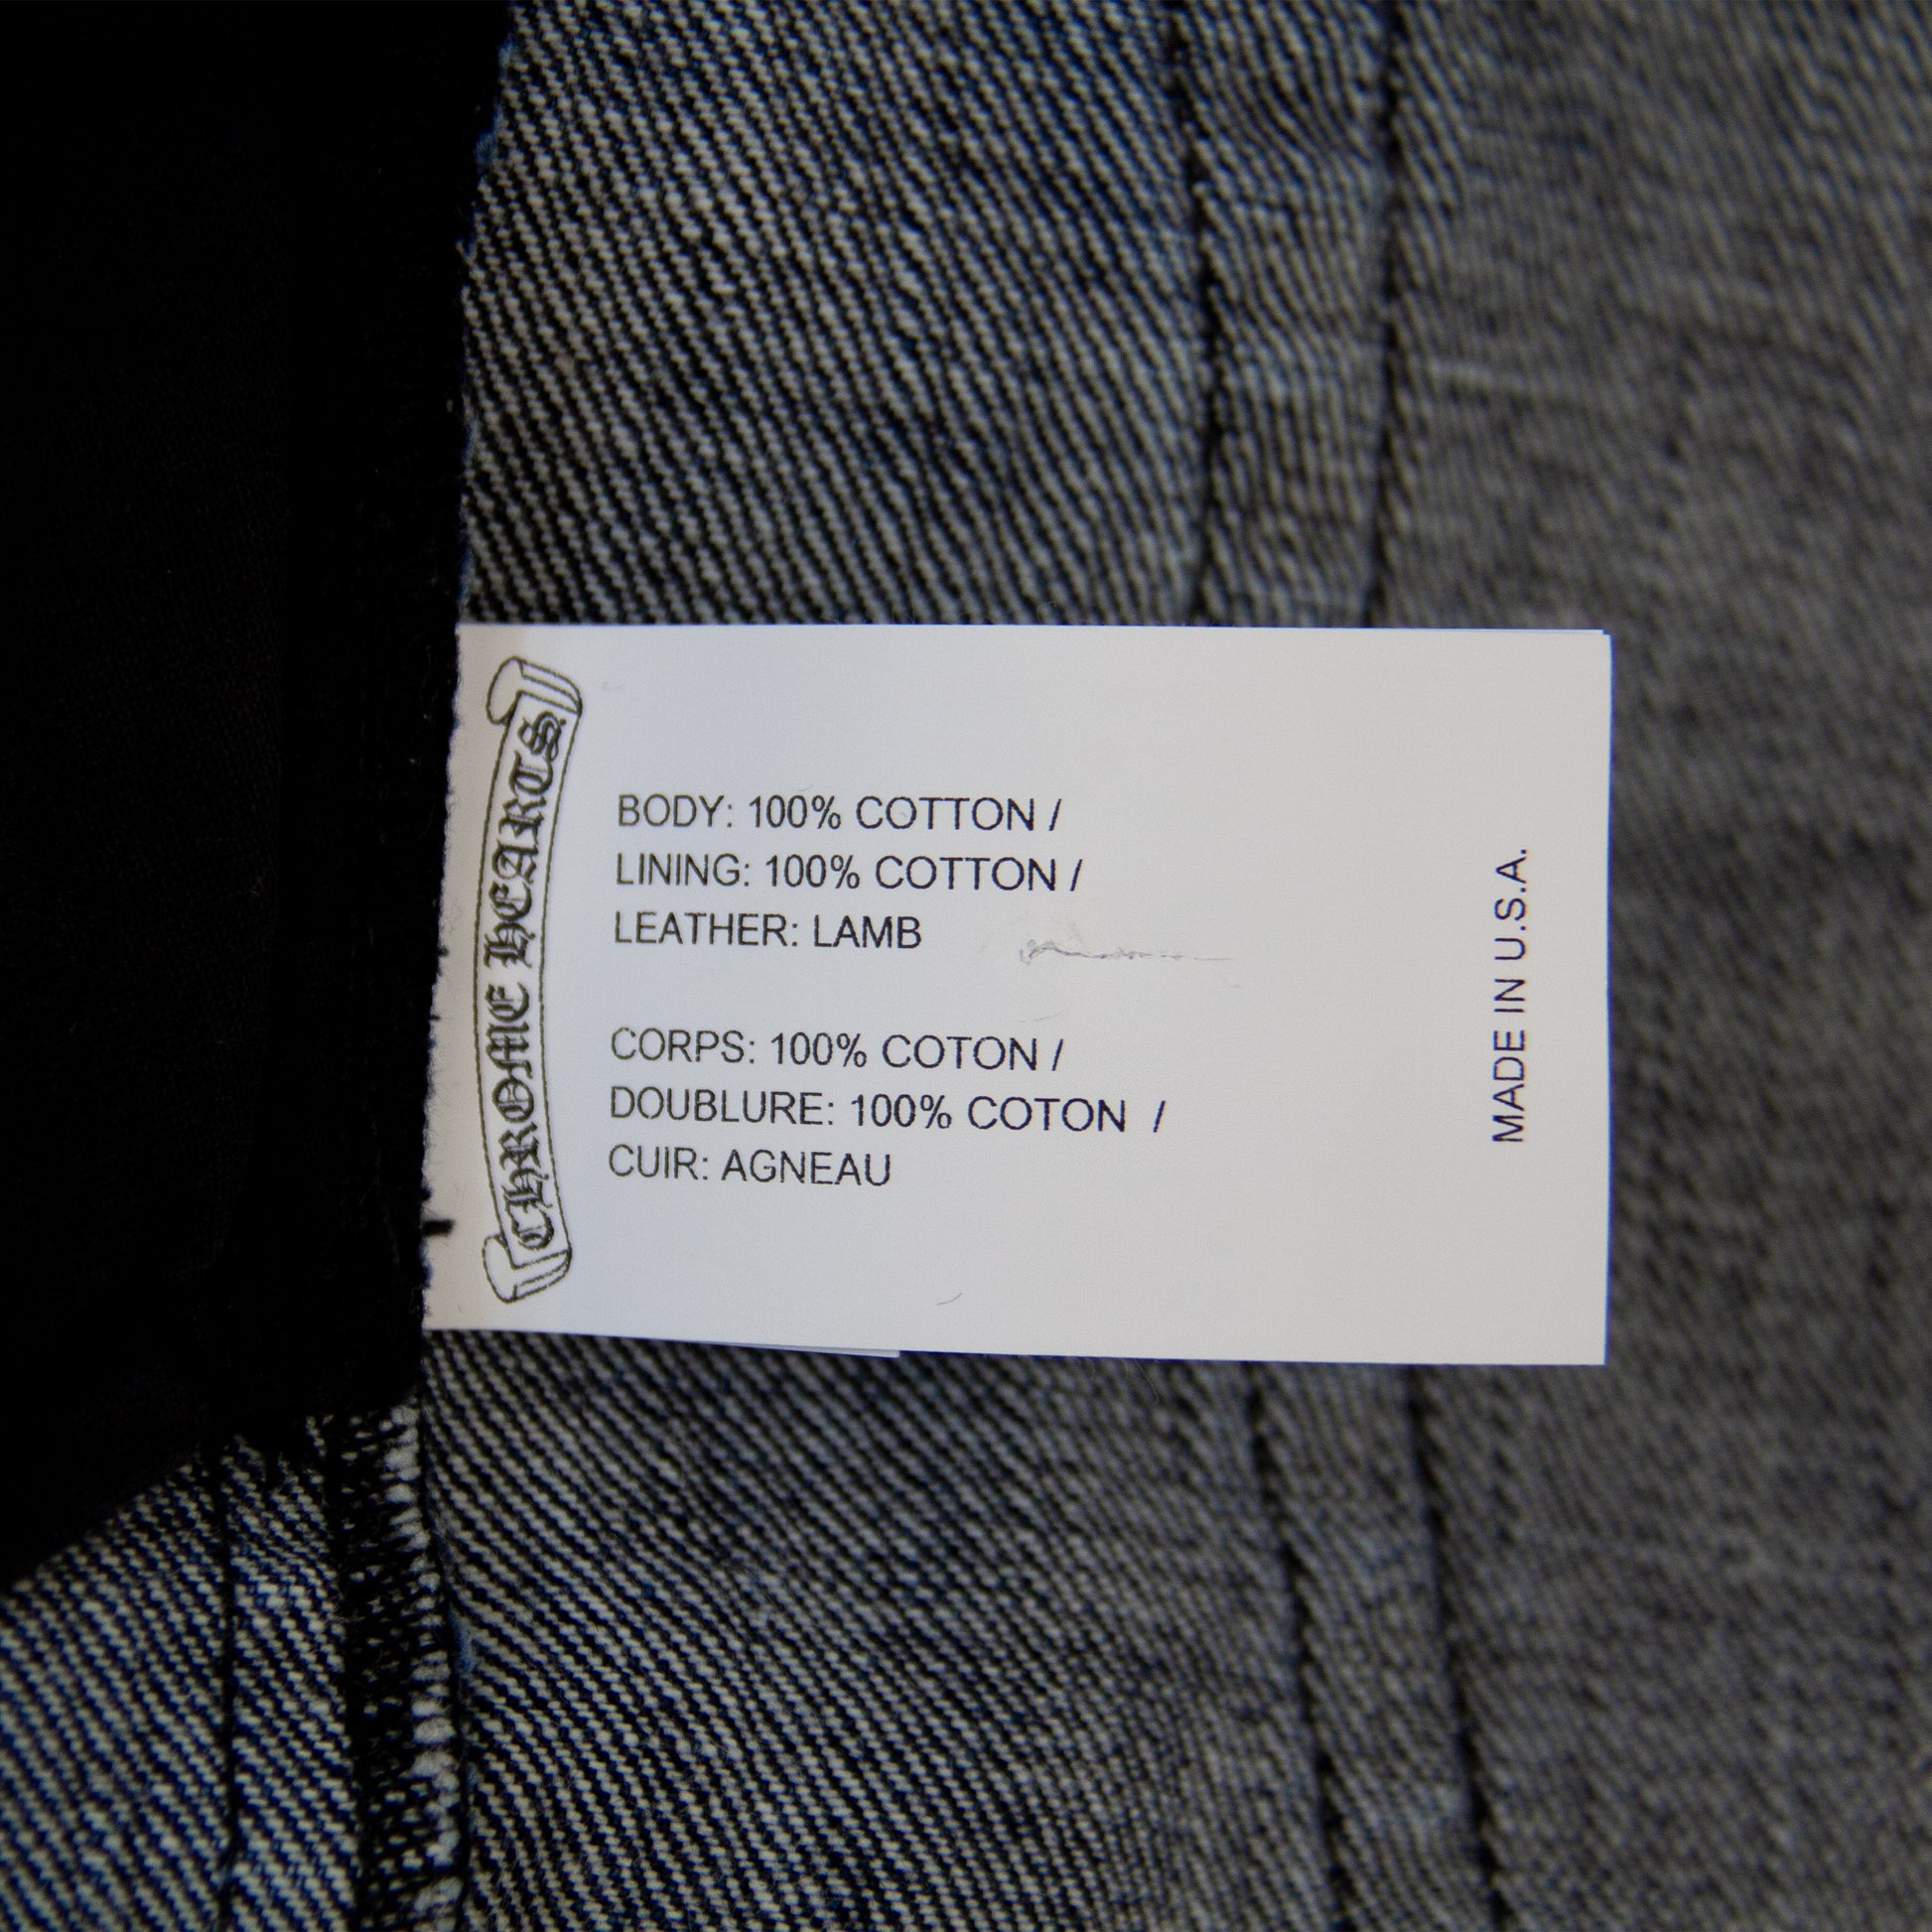 CHROME HEARTS
BODY: 100% COTTON /
LINING: 100% COTTON /
LEATHER: LAMB
CORPS: 100% COTON /
DOUBLURE: 100% COTON /
CUIR: AGNEAU
MADE IN U.S.A.